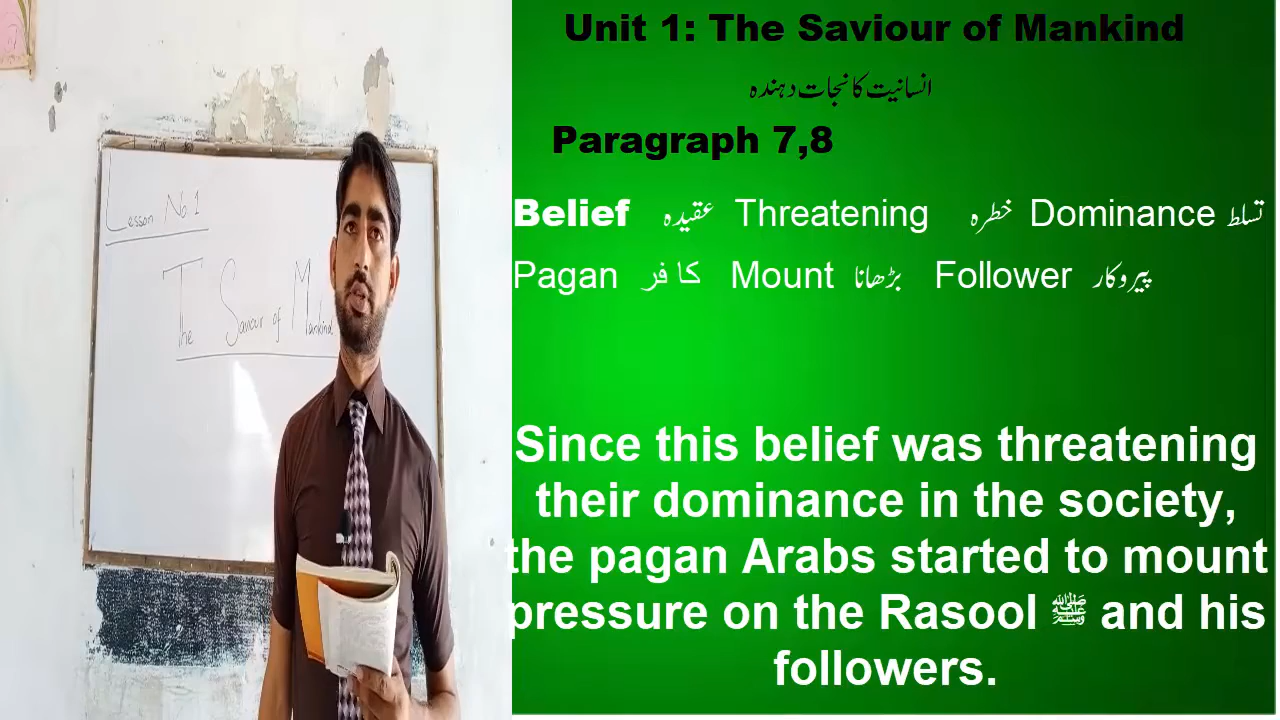 Lesson No 1
The Saviour of Mankind
Unit 1: The Saviour of Mankind
انسانیت کا نجات دہندہ
Paragraph 7,8
Belief عقیدہ Threatening خطرہ Dominance تسلط
Pagan کافر Mount بڑھانا Follower پیروکار
Since this belief was threatening
their dominance in the society,
the pagan Arabs started to mount
pressure on the Rasool ﷺ and his
followers.